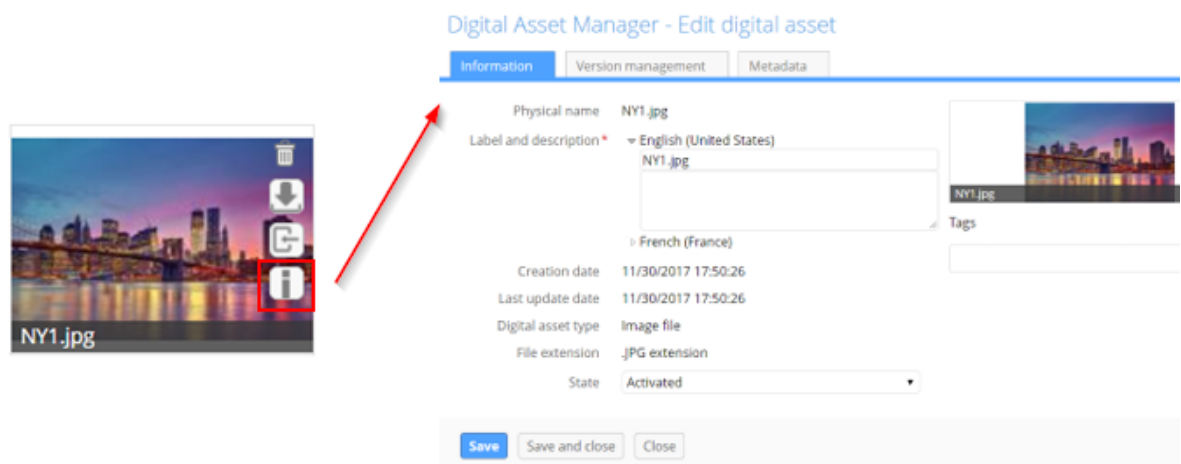 Digital Asset Manager - Edit digital asset
Information Version management Metadata
Physical name NY1.jpg
Label and description * English (United States)
NY1.jpg
NY1.jpg
Tags
French (France)
Creation date 11/30/2017 17:50:26
Last update date 11/30/2017 17:50:26
Digital asset type Image file
File extension .JPG extension
State Activated
Save Save and close Close
NY1.jpg